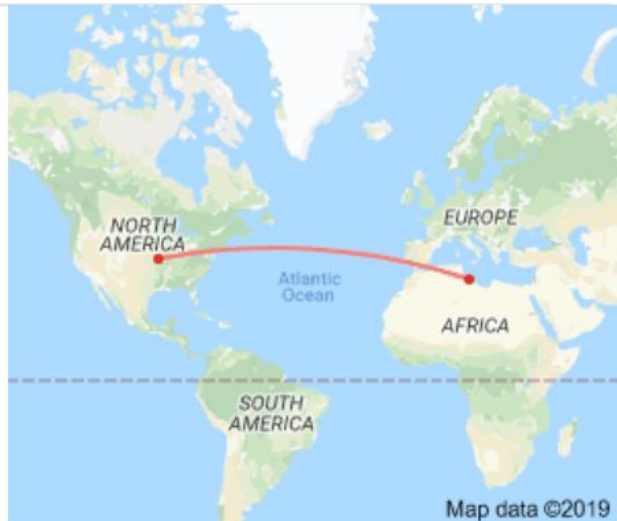 NORTH
AMERICA
EUROPE
Atlantic
Ocean
AFRICA
SOUTH
AMERICA
Map data ©2019